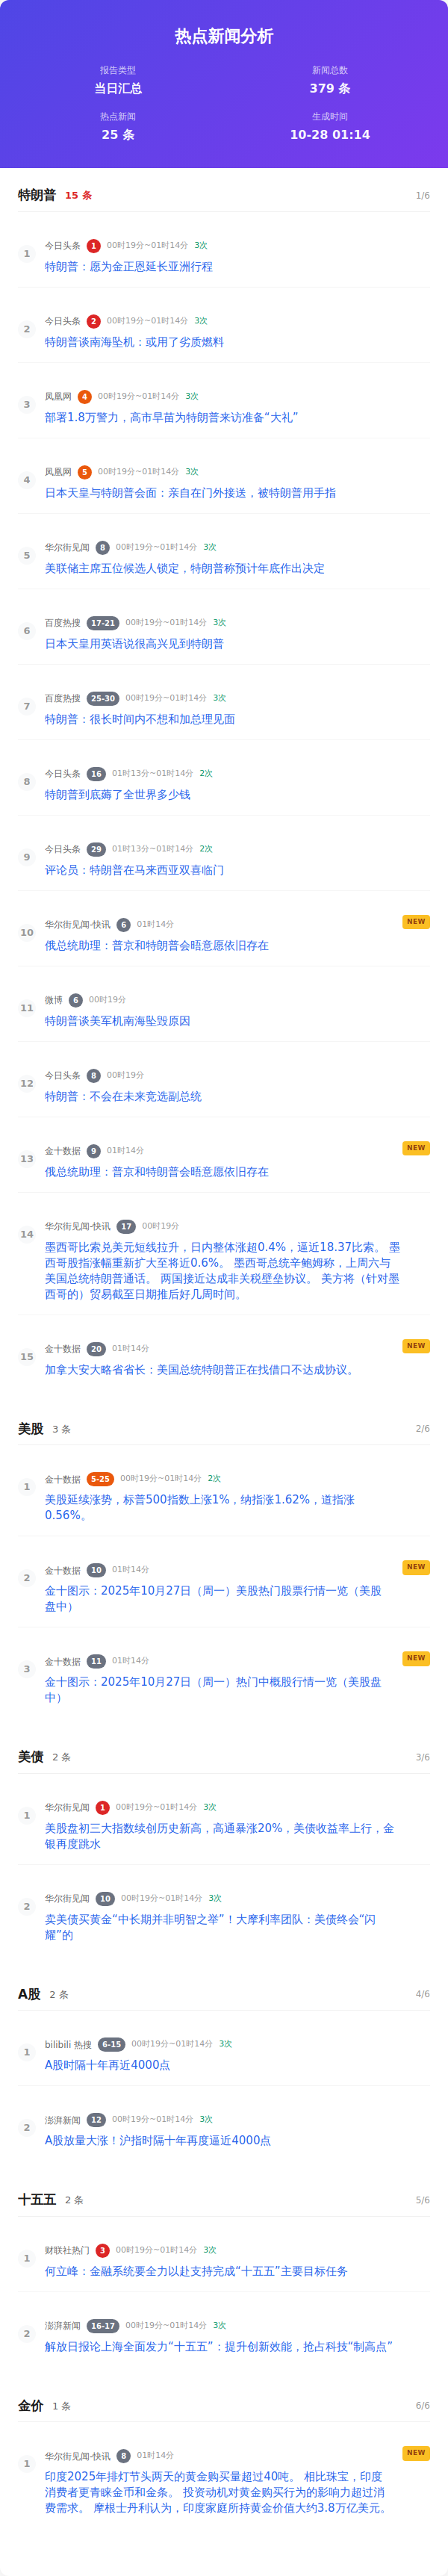 热点新闻分析
报告类型
当日汇总
新闻总数
379 条
热点新闻
25 条
生成时间
10-28 01:14
特朗普 15 条 1/6
1
今日头条 1 00时19分~01时14分 3次
特朗普：愿为金正恩延长亚洲行程
2
今日头条 2 00时19分~01时14分 3次
特朗普谈南海坠机：或用了劣质燃料
3
凤凰网 4 00时19分~01时14分 3次
部署1.8万警力，高市早苗为特朗普来访准备“大礼”
4
凤凰网 5 00时19分~01时14分 3次
日本天皇与特朗普会面：亲自在门外接送，被特朗普用手指
5
华尔街见闻 8 00时19分~01时14分 3次
美联储主席五位候选人锁定，特朗普称预计年底作出决定
6
百度热搜 17-21 00时19分~01时14分 3次
日本天皇用英语说很高兴见到特朗普
7
百度热搜 25-30 00时19分~01时14分 3次
特朗普：很长时间内不想和加总理见面
8
今日头条 16 01时13分~01时14分 2次
特朗普到底薅了全世界多少钱
9
今日头条 29 01时13分~01时14分 2次
评论员：特朗普在马来西亚双喜临门
10
华尔街见闻-快讯 6 01时14分 NEW
俄总统助理：普京和特朗普会晤意愿依旧存在
11
微博 6 00时19分
特朗普谈美军机南海坠毁原因
12
今日头条 8 00时19分
特朗普：不会在未来竞选副总统
13
金十数据 9 01时14分 NEW
俄总统助理：普京和特朗普会晤意愿依旧存在
14
华尔街见闻-快讯 17 00时19分
墨西哥比索兑美元短线拉升，日内整体涨超0.4%，逼近18.37比索。 墨
西哥股指涨幅重新扩大至将近0.6%。 墨西哥总统辛鲍姆称，上周六与
美国总统特朗普通话。 两国接近达成非关税壁垒协议。 美方将（针对墨
西哥的）贸易截至日期推后好几周时间。
15
金十数据 20 01时14分 NEW
加拿大安大略省省长：美国总统特朗普正在找借口不达成协议。
美股 3 条 2/6
1
金十数据 5-25 00时19分~01时14分 2次
美股延续涨势，标普500指数上涨1%，纳指涨1.62%，道指涨
0.56%。
2
金十数据 10 01时14分 NEW
金十图示：2025年10月27日（周一）美股热门股票行情一览（美股
盘中）
3
金十数据 11 01时14分 NEW
金十图示：2025年10月27日（周一）热门中概股行情一览（美股盘
中）
美债 2 条 3/6
1
华尔街见闻 1 00时19分~01时14分 3次
美股盘初三大指数续创历史新高，高通暴涨20%，美债收益率上行，金
银再度跳水
2
华尔街见闻 10 00时19分~01时14分 3次
卖美债买黄金“中长期并非明智之举”！大摩利率团队：美债终会“闪
耀”的
A股 2 条 4/6
1
bilibili 热搜 6-15 00时19分~01时14分 3次
A股时隔十年再近4000点
2
澎湃新闻 12 00时19分~01时14分 3次
A股放量大涨！沪指时隔十年再度逼近4000点
十五五 2 条 5/6
1
财联社热门 3 00时19分~01时14分 3次
何立峰：金融系统要全力以赴支持完成“十五五”主要目标任务
2
澎湃新闻 16-17 00时19分~01时14分 3次
解放日报论上海全面发力“十五五”：提升创新效能，抢占科技“制高点”
金价 1 条 6/6
1
华尔街见闻-快讯 8 01时14分 NEW
印度2025年排灯节头两天的黄金购买量超过40吨。 相比珠宝，印度
消费者更青睐金币和金条。 投资动机对黄金购买行为的影响力超过消
费需求。 摩根士丹利认为，印度家庭所持黄金价值大约3.8万亿美元。